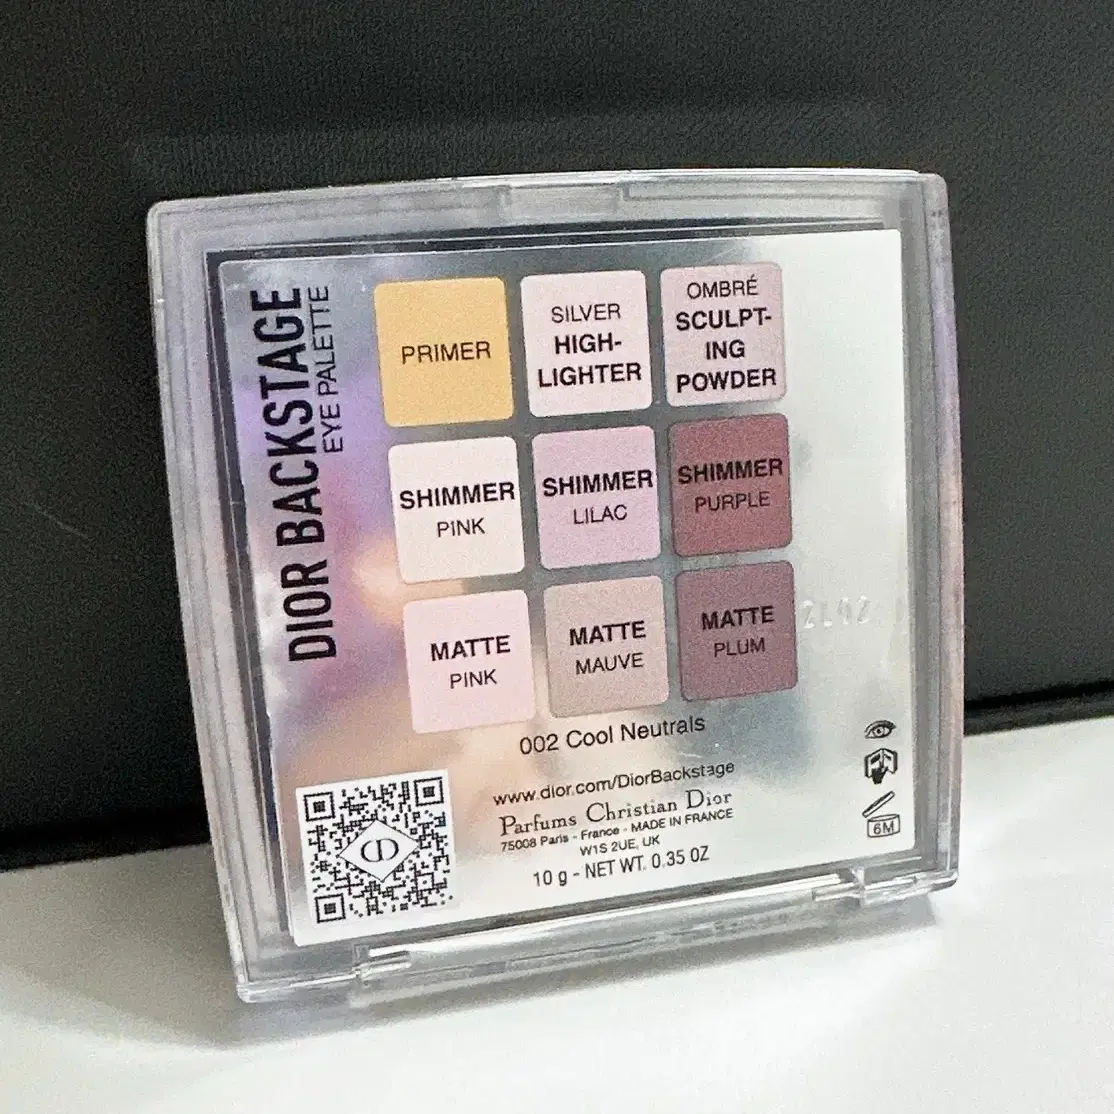 DIOR BACKSTAGE
EYE PALETTE
PRIMER
SILVER
HIGH-
LIGHTER
OMBRÉ
SCULPT-
ING
POWDER
SHIMMER
PINK
SHIMMER
LILAC
SHIMMER
PURPLE
MATTE
PINK
MATTE
MAUVE
MATTE
PLUM
002 Cool Neutrals
www.dior.com/DiorBackstage
Parfums Christian Dior
75008 Paris - France - MADE IN FRANCE
W1S 2UE, UK
10 g - NET WT. 0.35 OZ
CD
6M